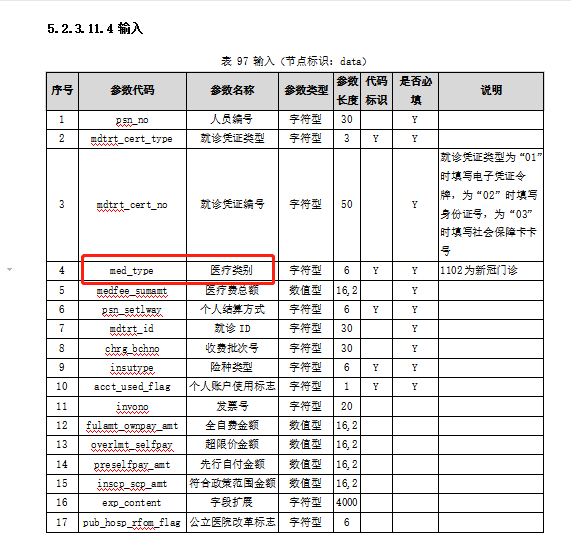 5.2.3.11.4 输入
表 97 输入（节点标识：data）
序号 参数代码 参数名称 参数类型 参数长度 代码标识 是否必填 说明
1 psn_no 人员编号 字符型 30 Y
2 mdtrt_cert_type 就诊凭证类型 字符型 3 Y Y
3 mdtrt_cert_no 就诊凭证编号 字符型 50 Y 就诊凭证类型为“01”
时填写电子凭证令
牌，为“02”时填写
身份证号，为“03”
时填写社会保障卡卡
号
4 med_type 医疗类别 字符型 6 Y Y 1102为新冠门诊
5 medfee_sumamt 医疗费总额 数值型 16,2 Y
6 psn_setlway 个人结算方式 字符型 6 Y Y
7 mdtrt_id 就诊 ID 字符型 30 Y
8 chrg_bchno 收费批次号 字符型 30 Y
9 insutype 险种类型 字符型 6 Y Y
10 acct_used_flag 个人账户使用标志 字符型 1 Y Y
11 invono 发票号 字符型 20
12 fulamt_ownpay_amt 全自费金额 数值型 16,2
13 overlmt_selfpay 超限价金额 数值型 16,2
14 preselfpay_amt 先行自付金额 数值型 16,2
15 inscp_scp_amt 符合政策范围金额 数值型 16,2
16 exp_content 字段扩展 字符型 4000
17 pub_hosp_rfom_flag 公立医院改革标志 字符型 6